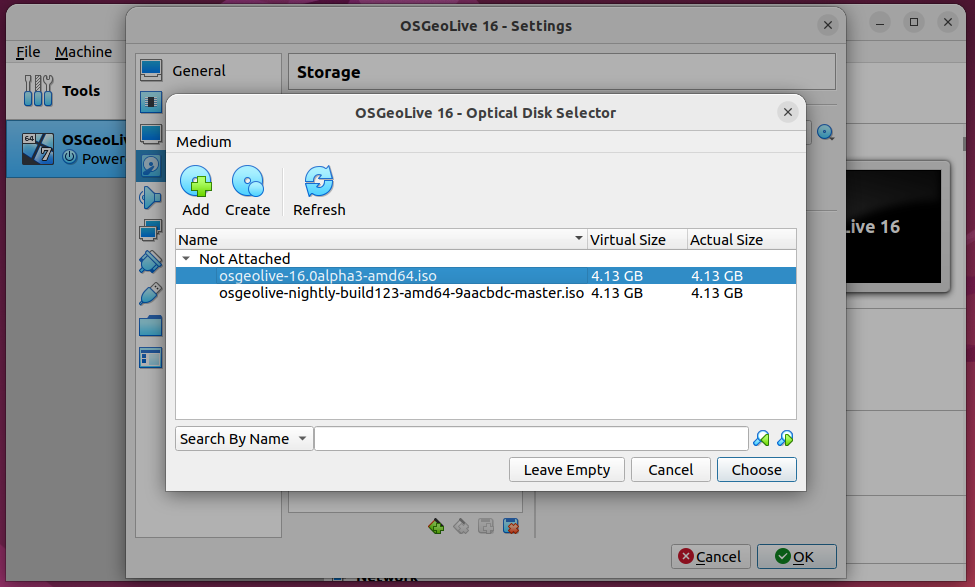 OSGeoLive 16 - Settings
File Machine
General
Storage
Tools
OSGeoLive 16 - Optical Disk Selector
Medium
64
7
Power
Add Create Refresh
Name Virtual Size Actual Size
Not Attached
osgeolive-16.0alpha3-amd64.iso 4.13 GB 4.13 GB
osgeolive-nightly-build123-amd64-9aacbdc-master.iso 4.13 GB 4.13 GB
Live 16
Search By Name
Leave Empty Cancel Choose
Cancel OK
Network